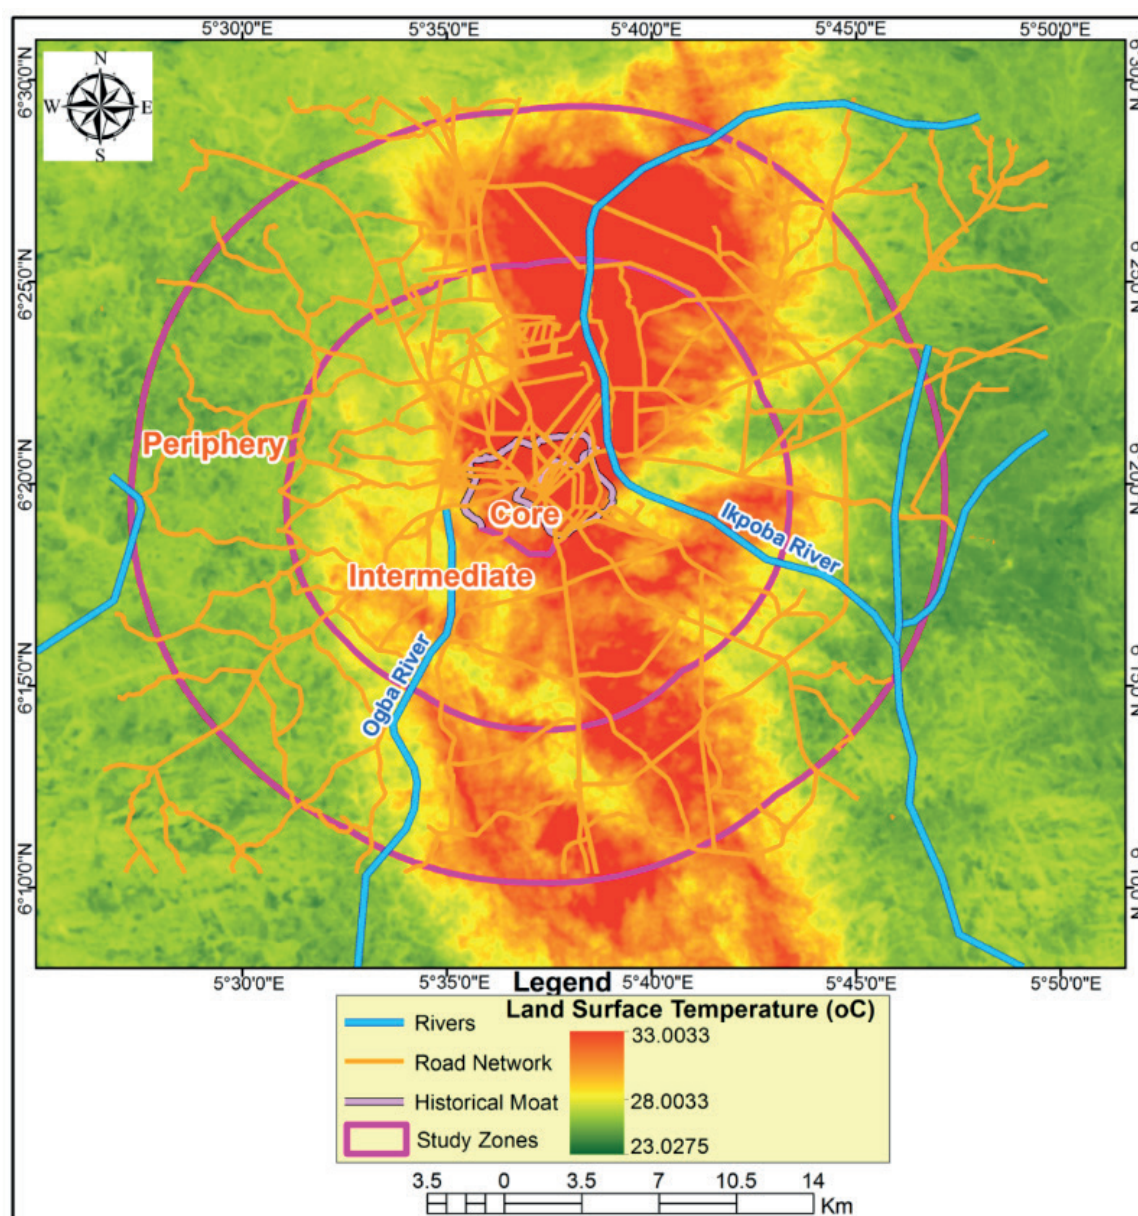 5°30'0"E 5°35'0"E 5°40'0"E 5°45'0"E 5°50'0"E
N
W E
S
6°30'0"N
6°25'0"N
6°20'0"N
6°15'0"N
6°10'0"N
Periphery
Core
Intermediate
Ikpoba River
Ogba River
5°30'0"E 5°35'0"E 5°40'0"E 5°45'0"E 5°50'0"E
Legend
Rivers
Road Network
Historical Moat
Study Zones
Land Surface Temperature (oC)
33.0033
28.0033
23.0275
3.5 0 3.5 7 10.5 14
Km